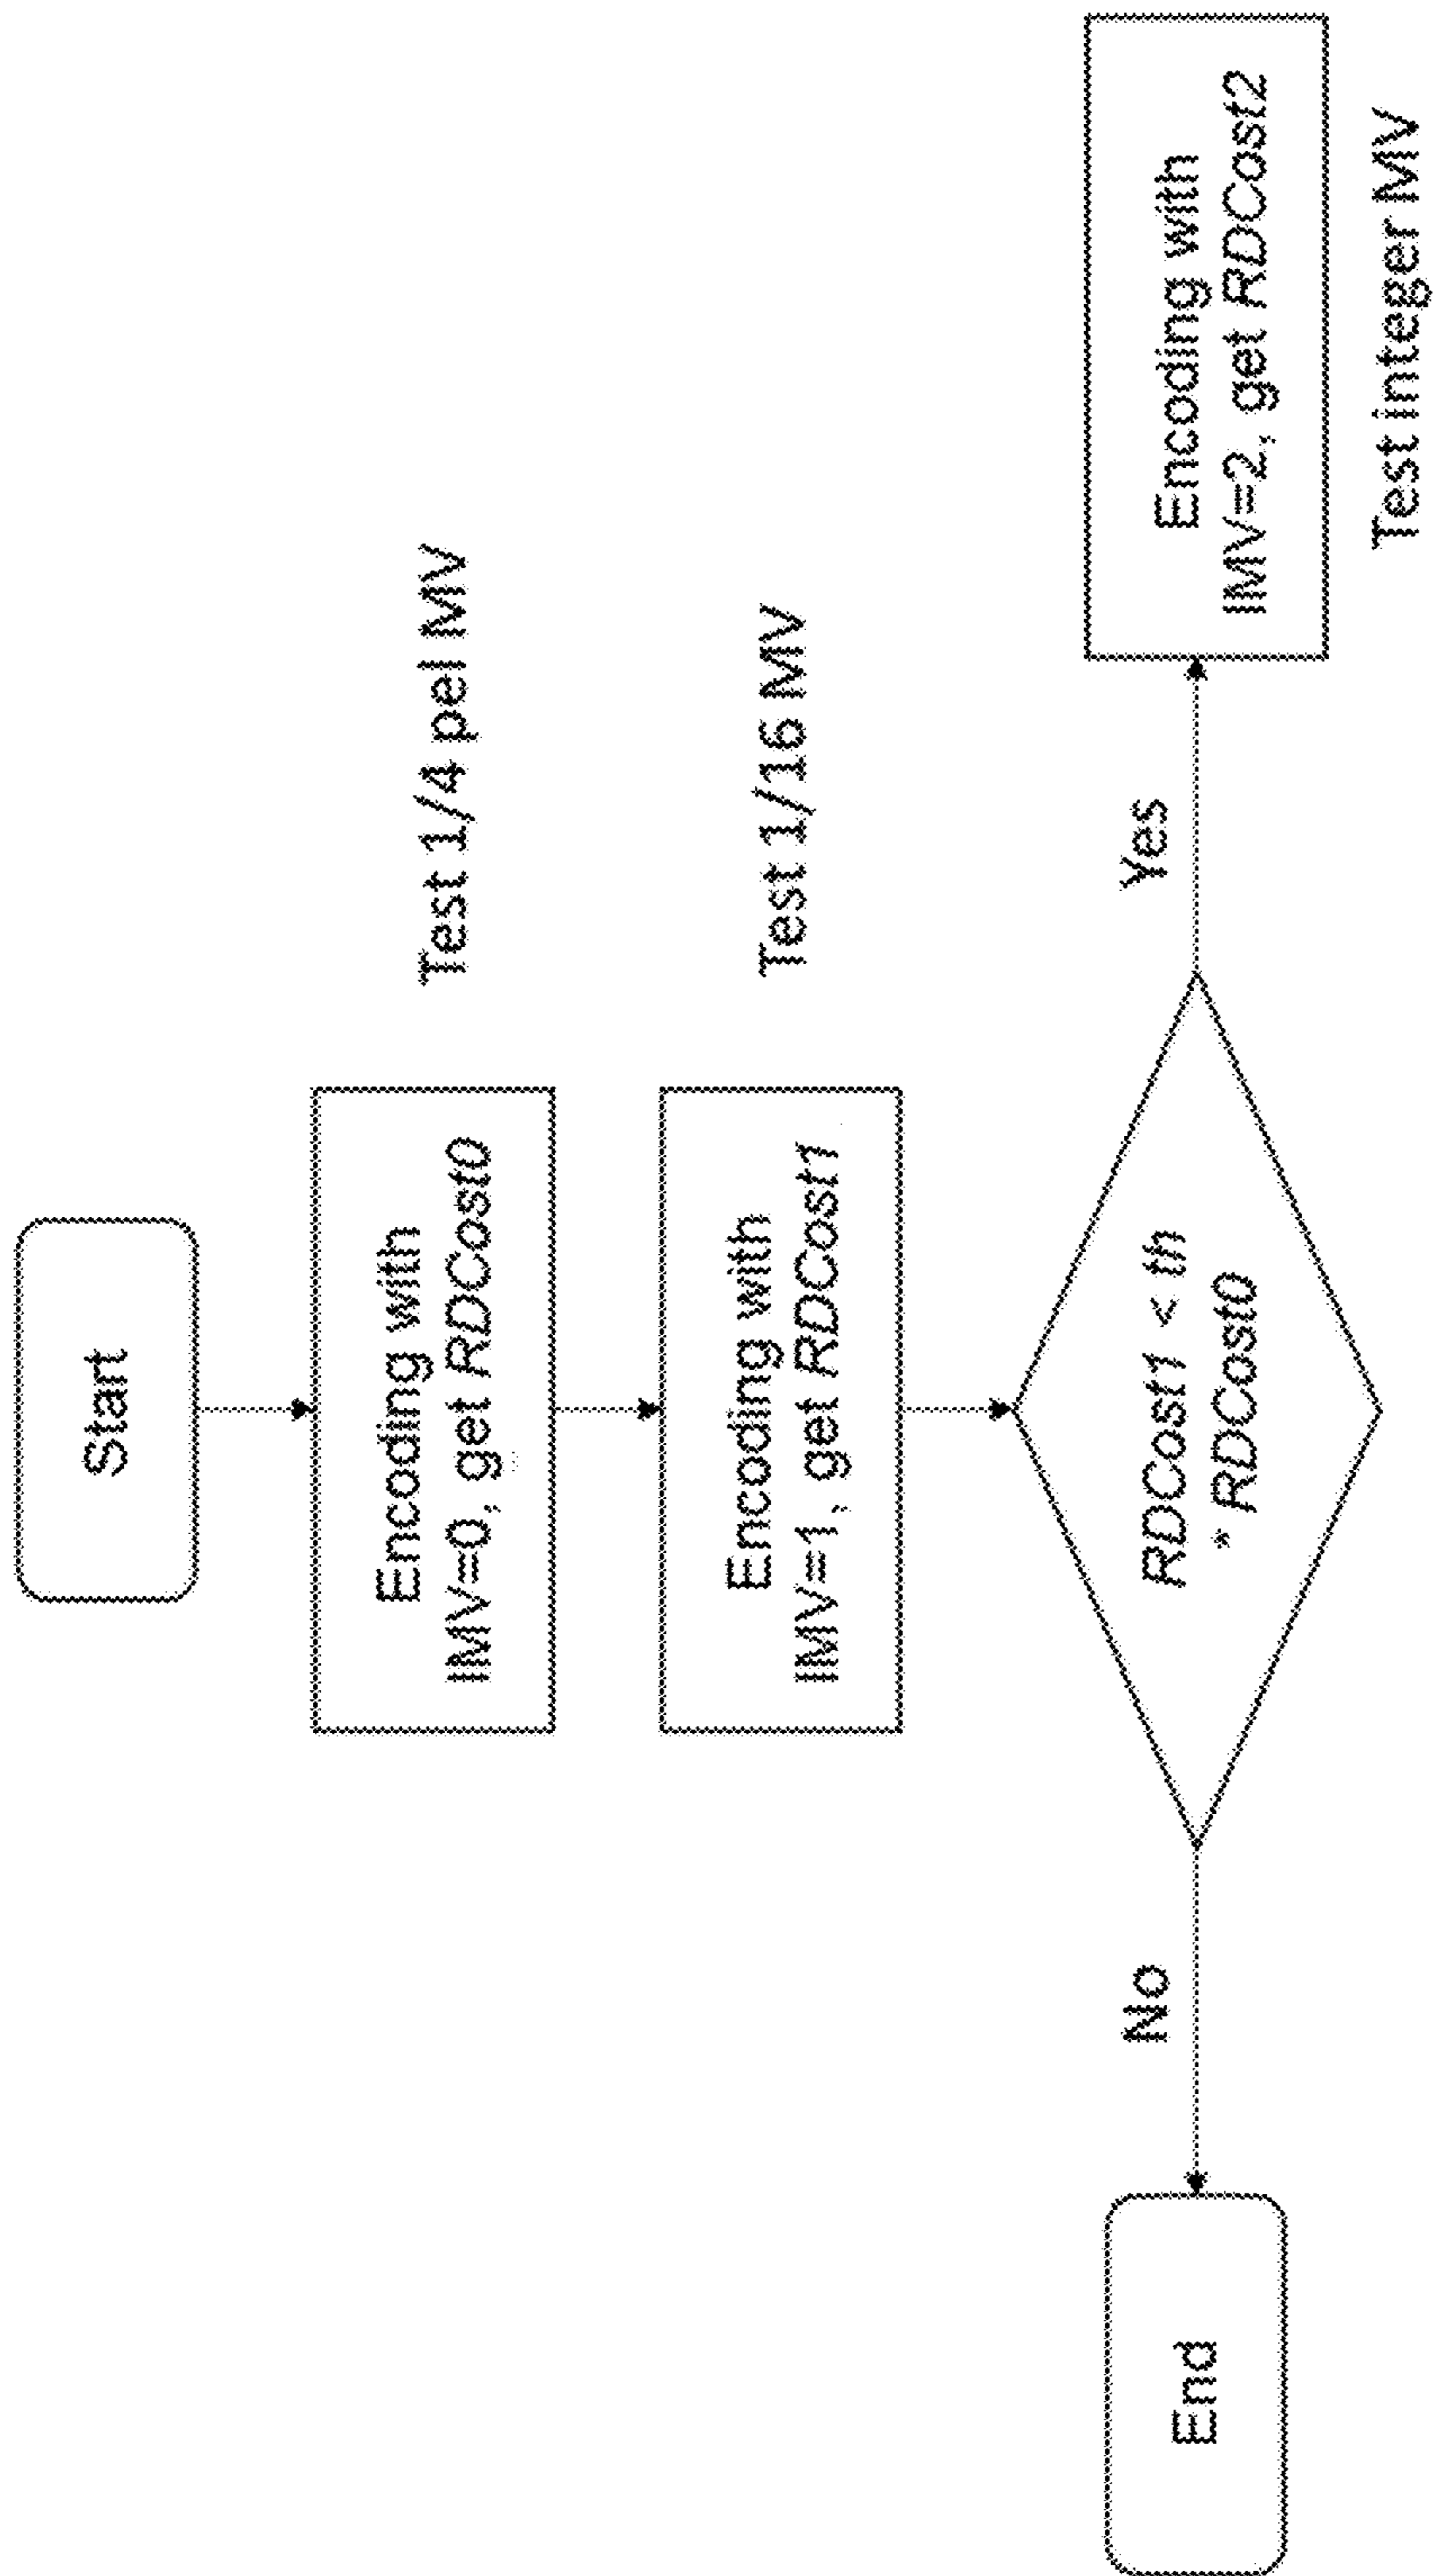 Start
Encoding with
IMV=0, get RDCost0
Test 1/4 pel MV
Encoding with
IMV=1, get RDCost1
Test 1/16 MV
RDCost1 < th
* RDCost0
No
End
Yes
Encoding with
IMV=2, get RDCost2
Test integer MV